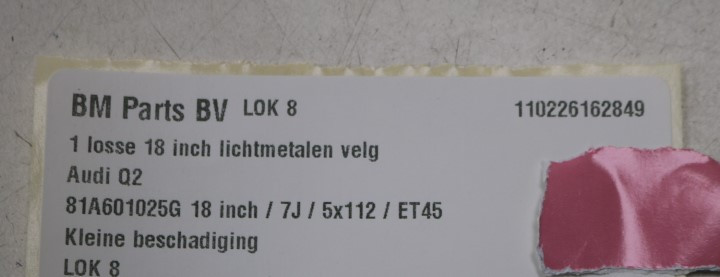 BM Parts BV LOK 8 110226162849
1 losse 18 inch lichtmetalen velg
Audi Q2
81A601025G 18 inch / 7J / 5x112 / ET45
Kleine beschadiging
LOK 8